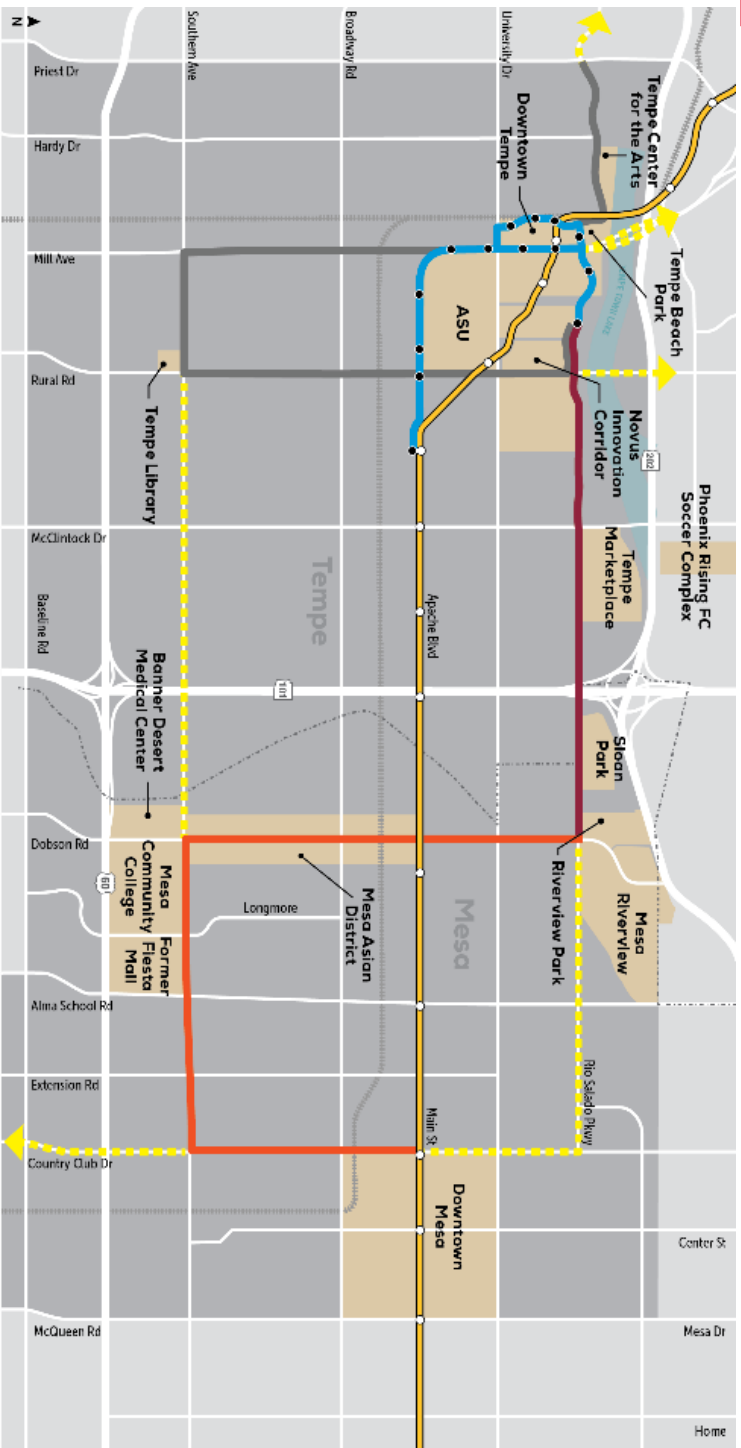 N
Southern Ave
Broadway Rd
University Dr
Priest Dr
Hardy Dr
Mill Ave
Rural Rd
McClintock Dr
Baseline Rd
Dobson Rd
Longmore
Alma School Rd
Extension Rd
Country Club Dr
McQueen Rd
Center St
Mesa Dr
Home
Rio Salado Pkwy
Apache Blvd
Main St
Tempe Center
for the Arts
Downtown
Tempe
Tempe Beach
Park
TEMPE TOWN LAKE
ASU
Novus
Innovation
Corridor
Tempe Library
202
Phoenix Rising FC
Soccer Complex
Tempe
Marketplace
Tempe
101
Sloan
Park
Banner Desert
Medical Center
Riverview Park
Mesa
Riverview
Mesa
Mesa
Community
College
60
Former
Fiesta
Mall
Mesa Asian
District
Downtown
Mesa